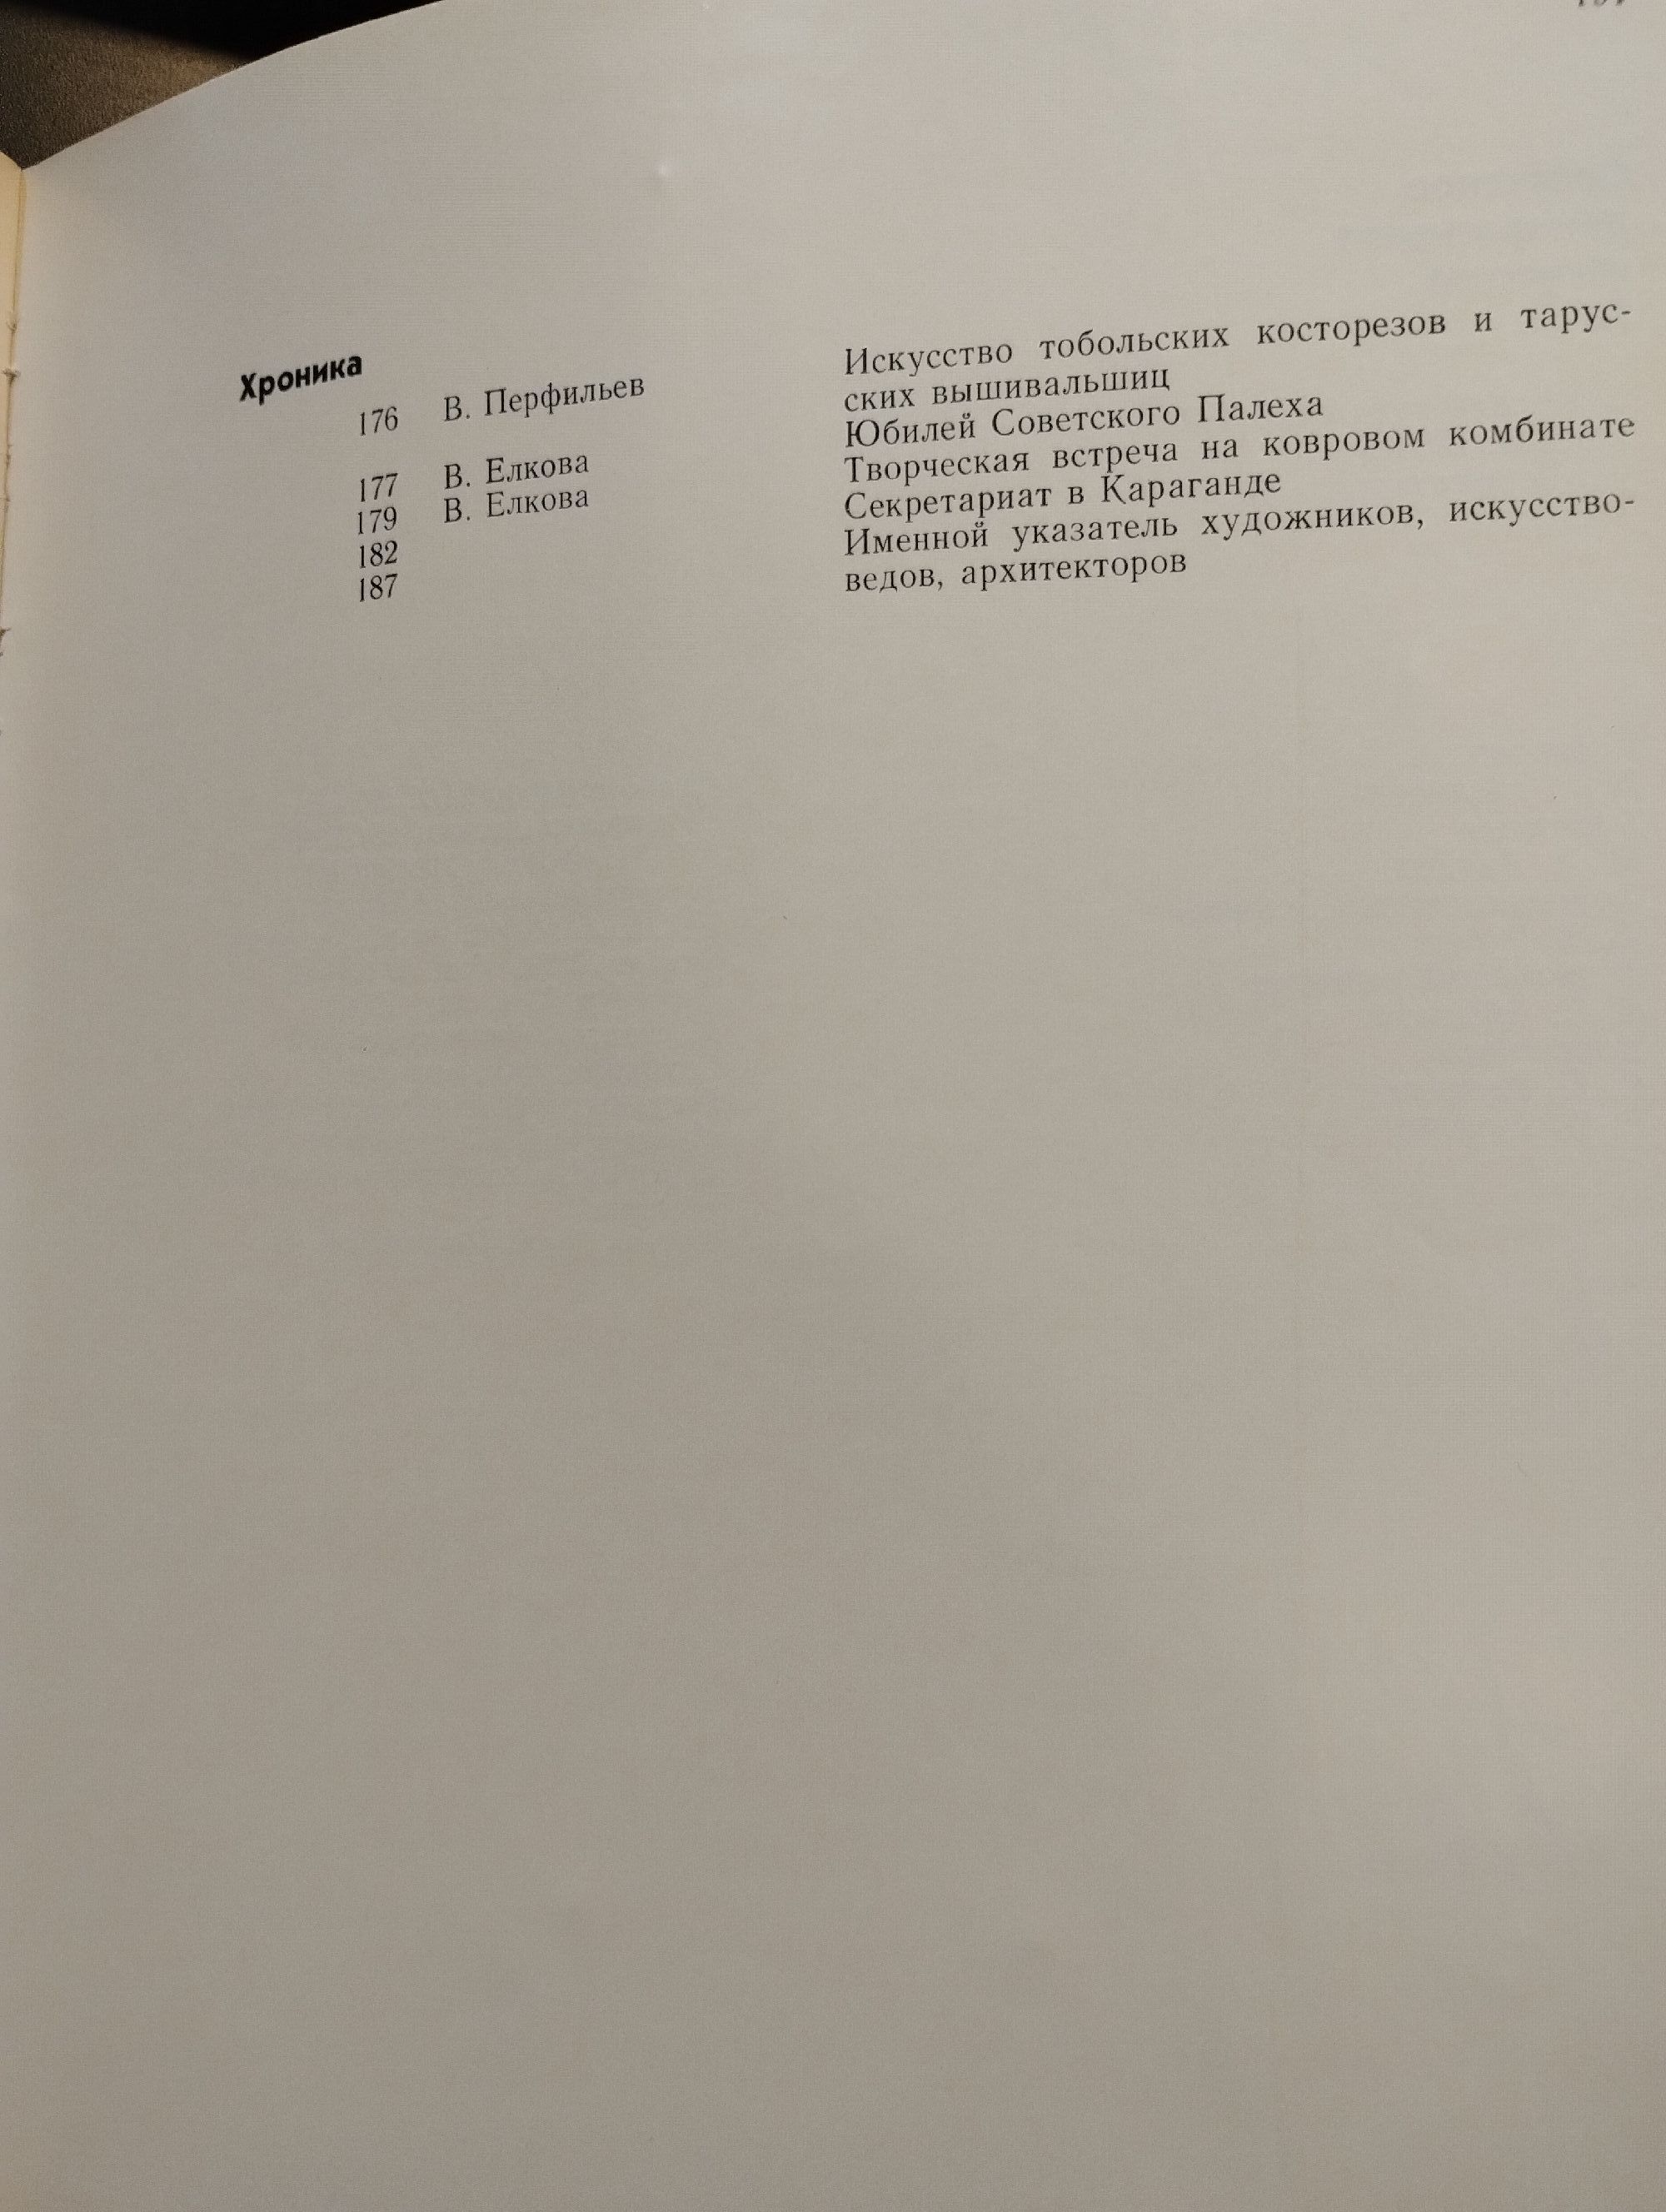 Хроника
176 В. Перфильев Искусство тобольских косторезов и тарус-
ских вышивальшиц
177 В. Елкова Юбилей Советского Палеха
179 В. Елкова Творческая встреча на ковровом комбинате
182 Секретариат в Караганде
187 Именной указатель художников, искусство-
ведов, архитекторов